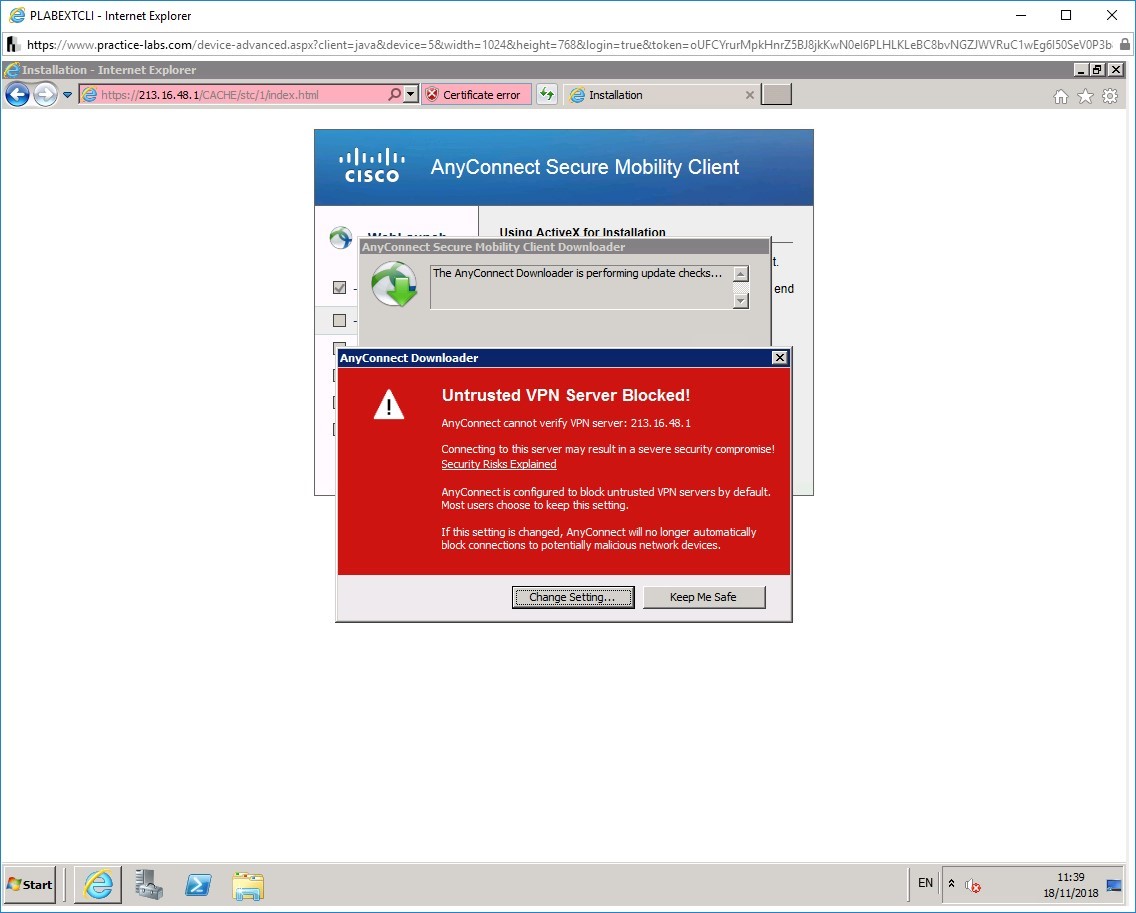 PLABEXTCLI - Internet Explorer
https://www.practice-labs.com/device-advanced.aspx?client=java&device=5&width=1024&height=768&login=true&token=oUFCYrurMpkHnrZ5BJ8jkKwN0el6PLHLKLeBC8bvNGZJWVRuC1wEg6I50SeV0P3b
Installation - Internet Explorer
https://213.16.48.1/CACHE/stc/1/index.html
Certificate error
Installation
CISCO
AnyConnect Secure Mobility Client
WebLaunch
Using ActiveX for Installation
AnyConnect Secure Mobility Client Downloader
t.
The AnyConnect Downloader is performing update checks...
- end
-
AnyConnect Downloader
Untrusted VPN Server Blocked!
AnyConnect cannot verify VPN server: 213.16.48.1
Connecting to this server may result in a severe security compromise!
Security Risks Explained
AnyConnect is configured to block untrusted VPN servers by default.
Most users choose to keep this setting.
If this setting is changed, AnyConnect will no longer automatically
block connections to potentially malicious network devices.
Change Setting...
Keep Me Safe
Start
EN
11:39
18/11/2018